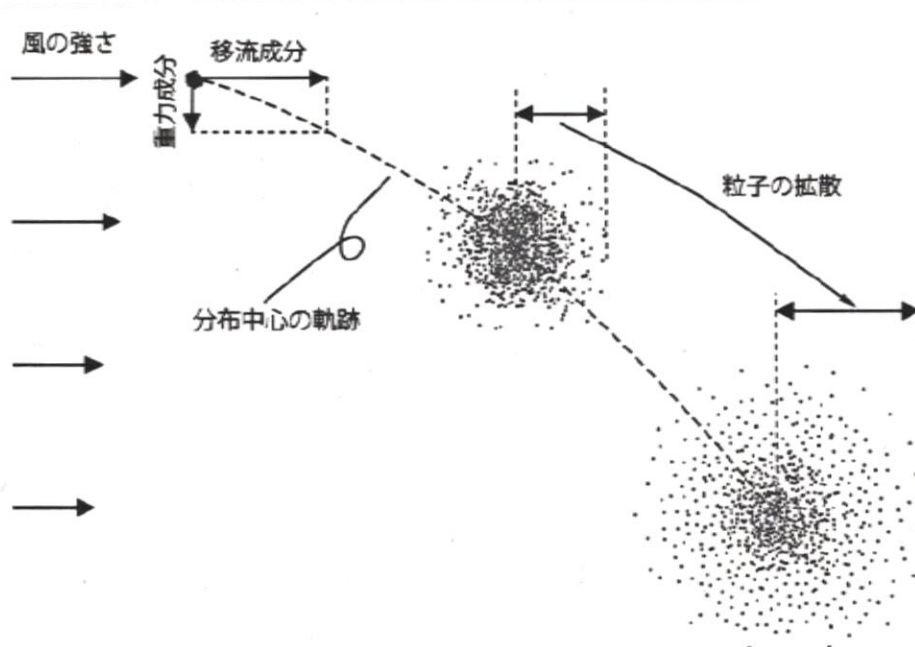 風の強さ
移流成分
重力成分
粒子の拡散
分布中心の軌跡